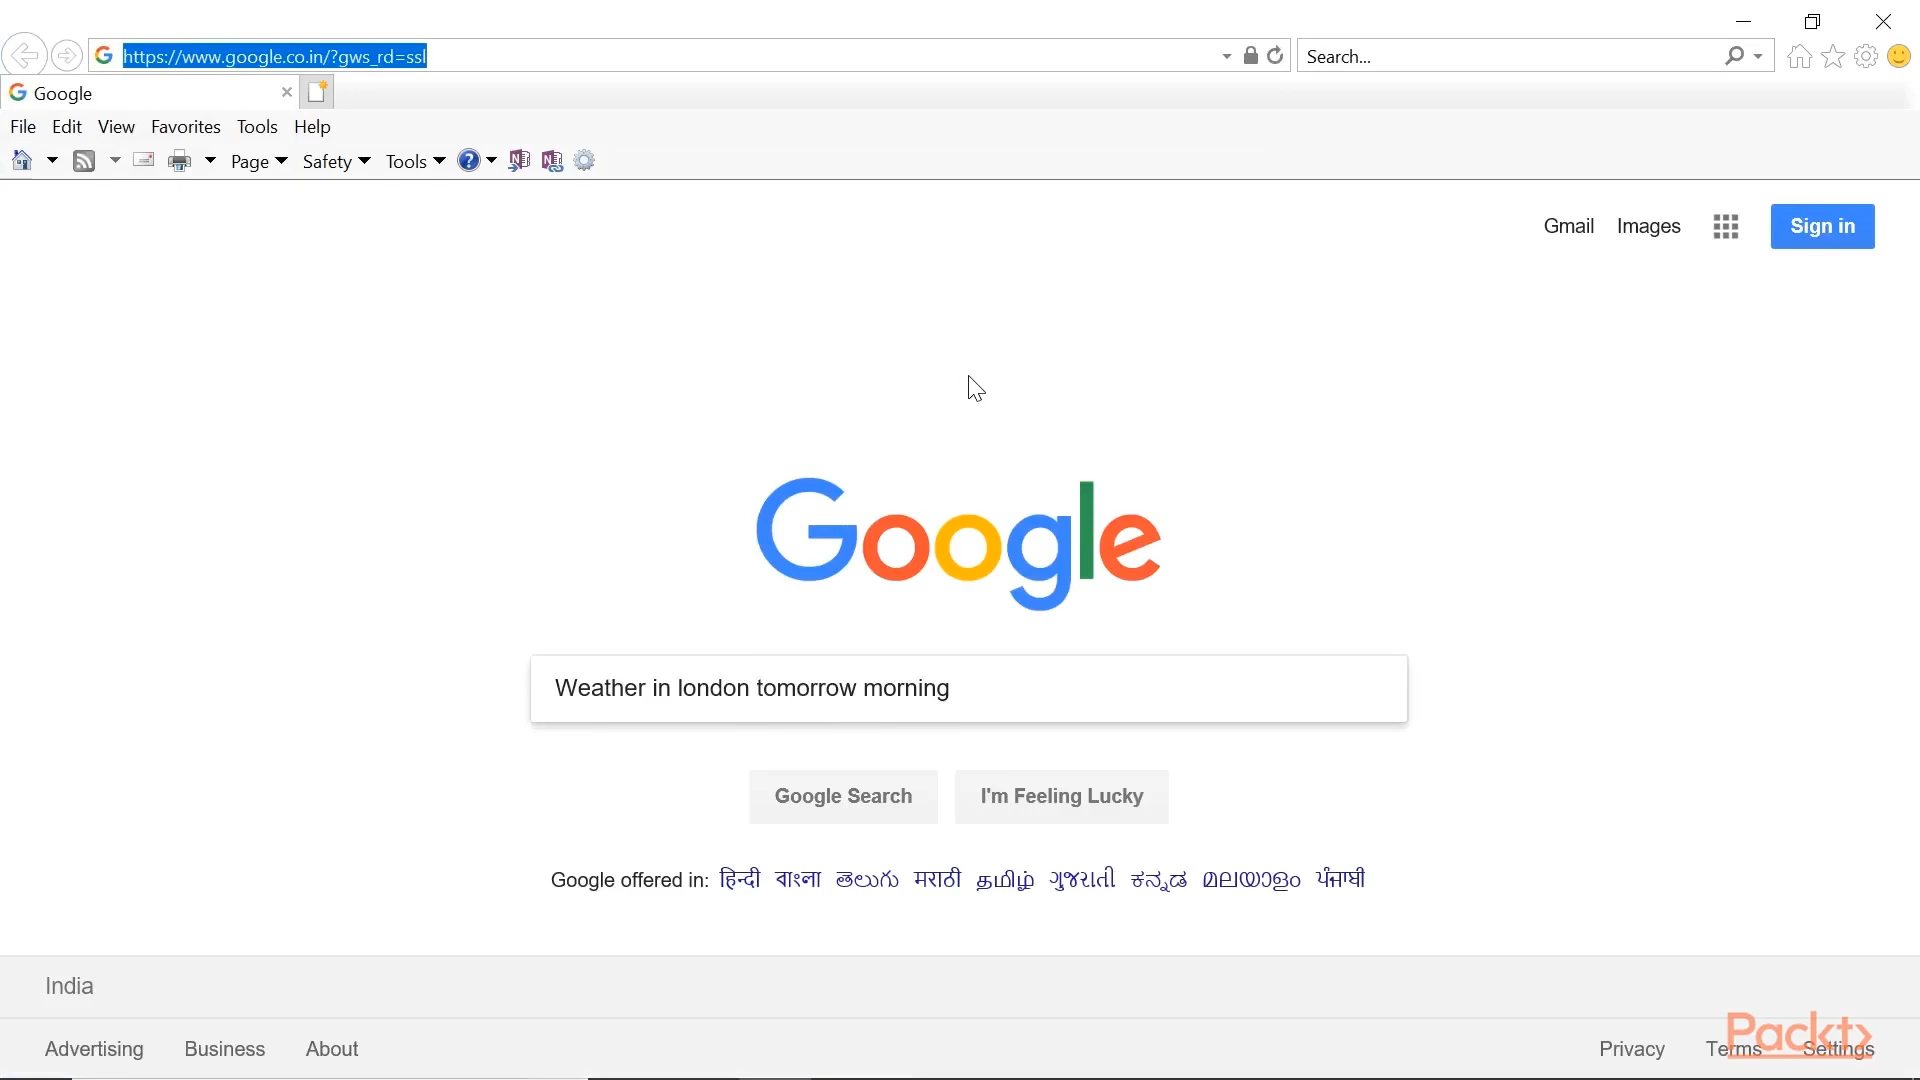 https://www.google.co.in/?gws_rd=ssl
Search...
Google
File Edit View Favorites Tools Help
Page Safety Tools
Gmail Images Sign in
Google
Weather in london tomorrow morning
Google Search I'm Feeling Lucky
Google offered in: हिन्दी বাংলা తెలుగు मराठी தமிழ் ગુજરાતી ಕನ್ನಡ മലയാളം ਪੰਜਾਬੀ
India
Advertising Business About Privacy Terms Settings
Packt